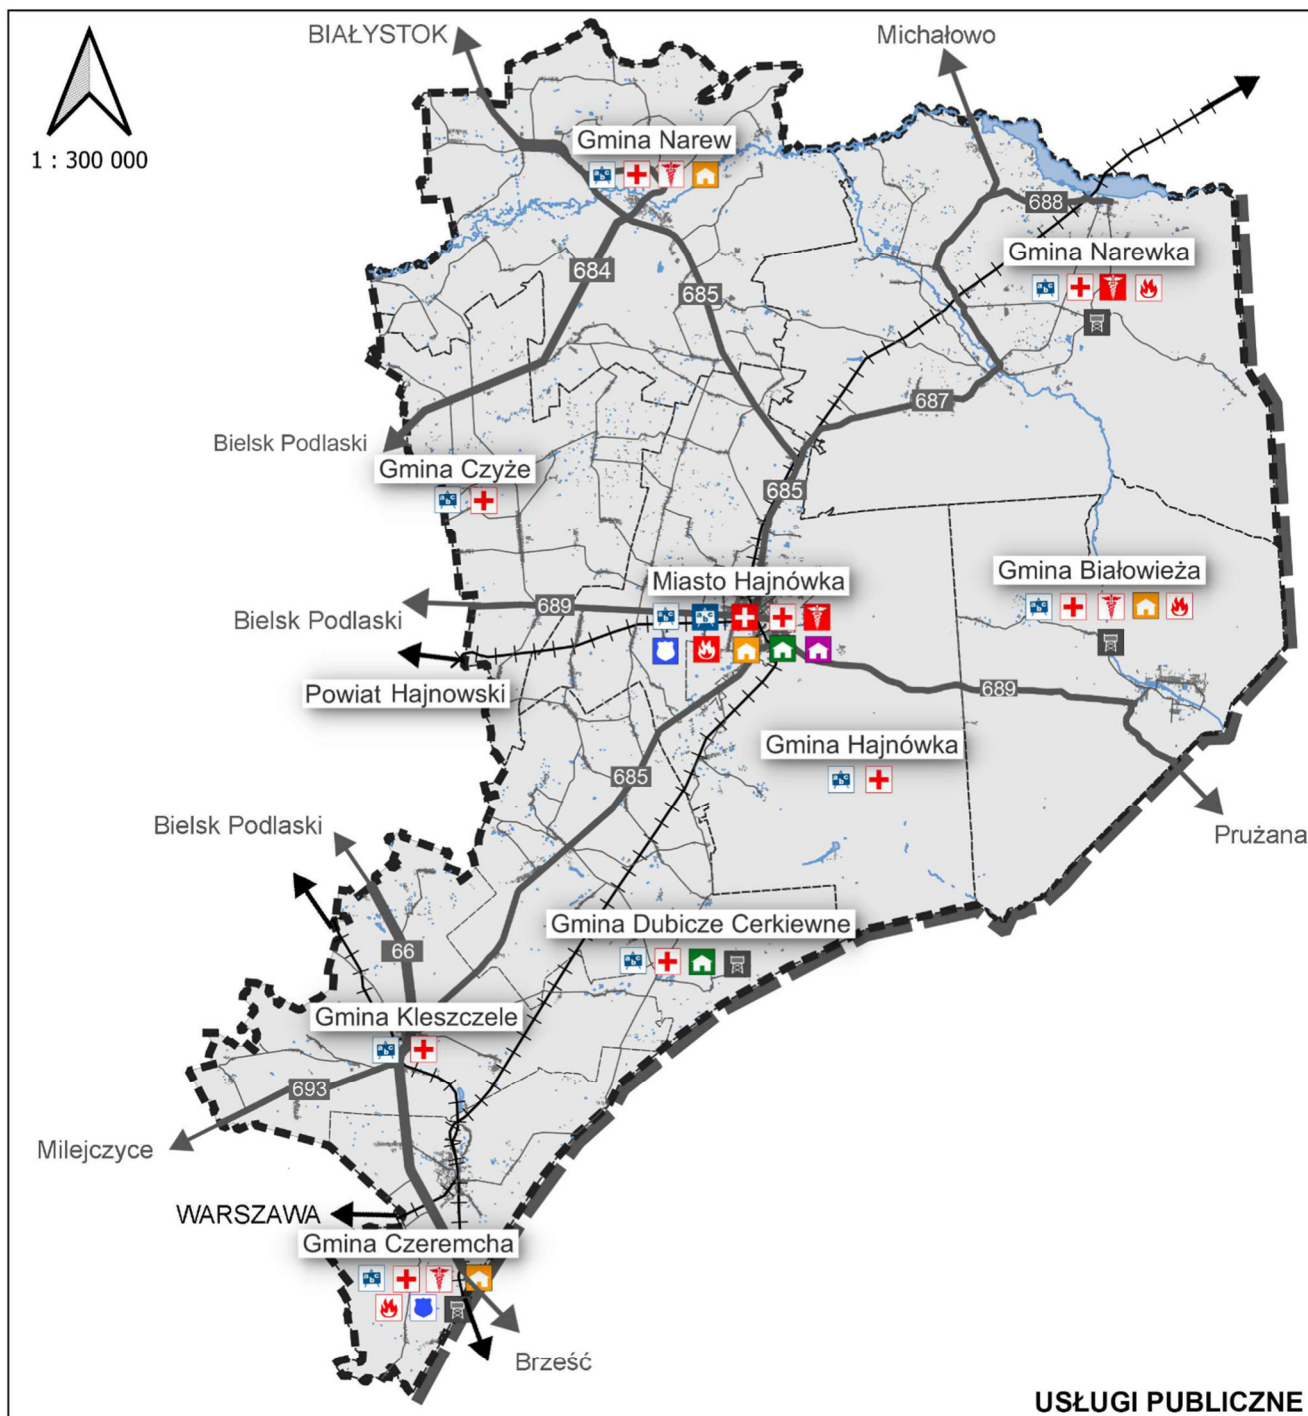 BIAŁYSTOK
Michałowo
1 : 300 000
Gmina Narew
688
Gmina Narewka
684
685
687
Bielsk Podlaski
Gmina Czyże
685
Gmina Białowieża
Miasto Hajnówka
689
Bielsk Podlaski
Powiat Hajnowski
689
Gmina Hajnówka
685
Bielsk Podlaski
Prużana
Gmina Dubicze Cerkiewne
66
Gmina Kleszczele
693
Milejczyce
WARSZAWA
Gmina Czeremcha
Brześć
USŁUGI PUBLICZNE